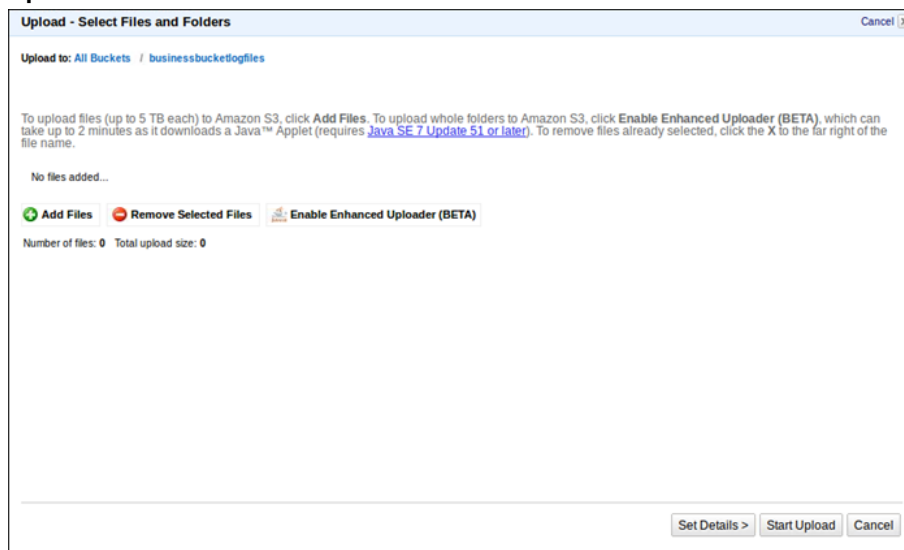 Upload - Select Files and Folders
Cancel
Upload to: All Buckets / businessbucketlogfiles
To upload files (up to 5 TB each) to Amazon S3, click Add Files. To upload whole folders to Amazon S3, click Enable Enhanced Uploader (BETA), which can
take up to 2 minutes as it downloads a Java™ Applet (requires Java SE 7 Update 51 or later). To remove files already selected, click the X to the far right of the
file name.
No files added...
Add Files
Remove Selected Files
Enable Enhanced Uploader (BETA)
Number of files: 0 Total upload size: 0
Set Details >
Start Upload
Cancel